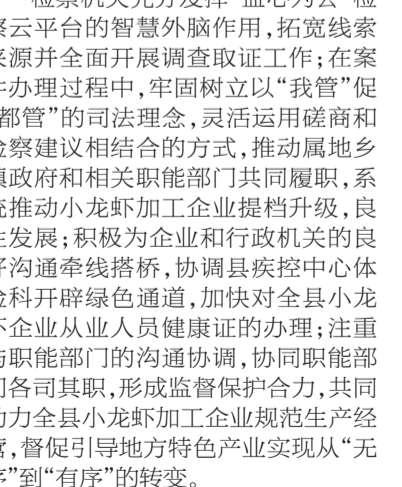 检察机关充分发挥“益心为公”检
察云平台的智慧外脑作用，拓宽线索
来源并全面开展调查取证工作；在案
件办理过程中，牢固树立以“我管”促
“都管”的司法理念，灵活运用磋商和
检察建议相结合的方式，推动属地乡
镇政府和相关职能部门共同履职，系
统推动小龙虾加工企业提档升级，良
性发展；积极为企业和行政机关的良
好沟通牵线搭桥，协调县疾控中心体
检科开辟绿色通道，加快对全县小龙
虾企业从业人员健康证的办理；注重
与职能部门的沟通协调，协同职能部
门各司其职，形成监督保护合力，共同
助力全县小龙虾加工企业规范生产经
营，督促引导地方特色产业实现从“无
序”到“有序”的转变。